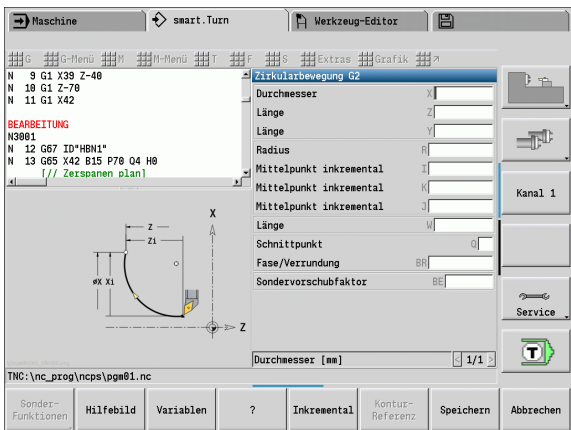 Maschine
smart.Turn
Werkzeug-Editor
G G-Menü M M-Menü T F S Extras Grafik
N 9 G1 X39 Z-40
N 10 G1 Z-70
N 11 G1 X42
BEARBEITUNG
N3001
N 12 G67 ID"HBN1"
N 13 G65 X42 B15 P70 Q4 H0
[// Zerspanen plan]
Zirkularbewegung G2
Durchmesser X
Länge Z
Länge Y
Radius R
Mittelpunkt inkremental I
Mittelpunkt inkremental K
Mittelpunkt inkremental J
Länge W
Schnittpunkt Q
Fase/Verrundung BR
Sondervorschubfaktor BE
Durchmesser [mm] < 1/1 >
X
Z
Zi
øX Xi
Z
TNC:\nc_prog\ncps\pgm01.nc
Kanal 1
Service
T
Sonder-
Funktionen
Hilfebild
Variablen
?
Inkremental
Kontur-
Referenz
Speichern
Abbrechen